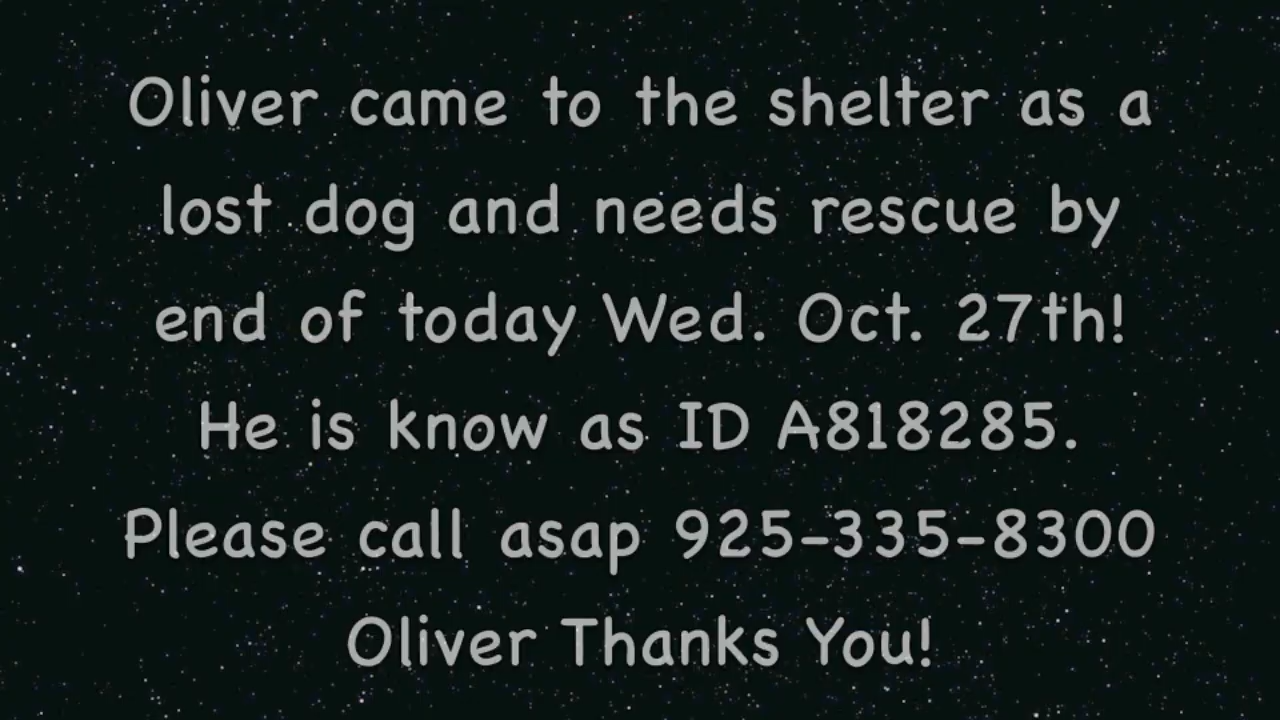 Oliver came to the shelter as a
lost dog and needs rescue by
end of today Wed. Oct. 27th!
He is know as ID A818285.
Please call asap 925-335-8300
Oliver Thanks You!